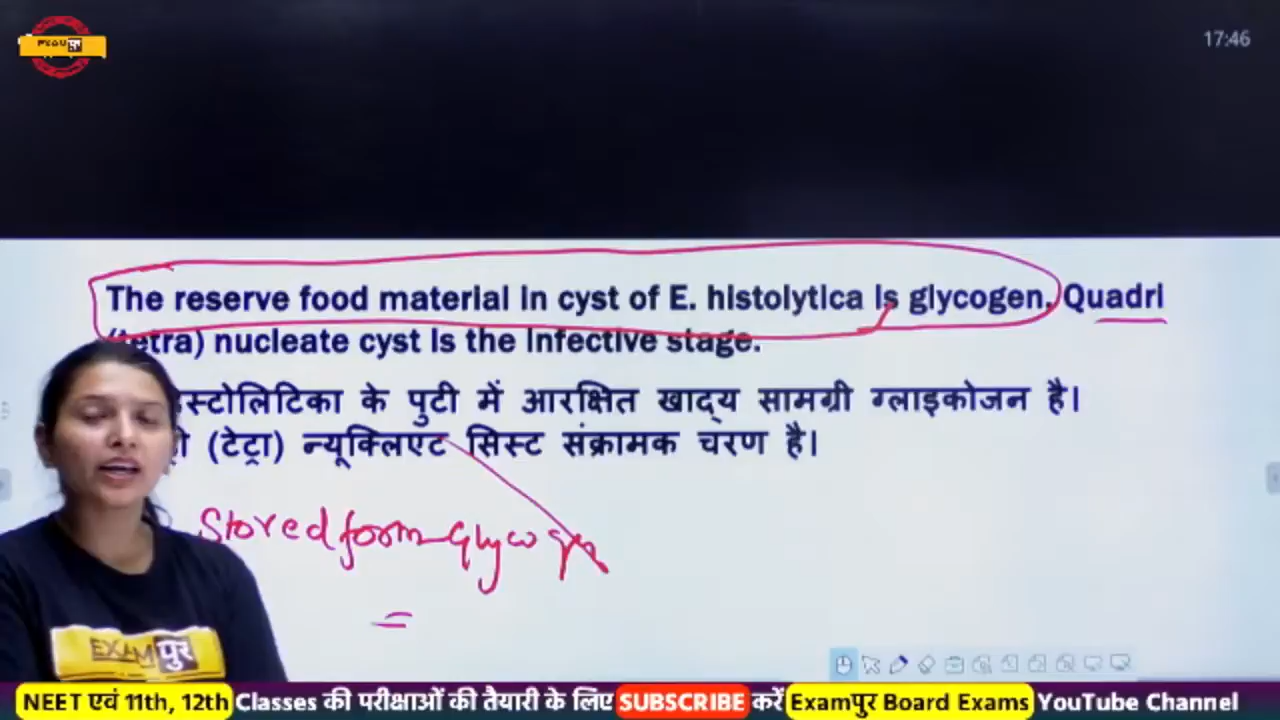 17:46
The reserve food material in cyst of E. histolytica is glycogen. Quadri
(tetra) nucleate cyst is the infective stage.
स्टोलिटिका के पुटी में आरक्षित खाद्य सामग्री ग्लाइकोजन है।
(टेट्रा) न्यूक्लिएट सिस्ट संक्रामक चरण है।
Stored form
=
EXAMपुर
NEET एवं 11th, 12th Classes की परीक्षाओं की तैयारी के लिए SUBSCRIBE करें Examपुर Board Exams YouTube Channel